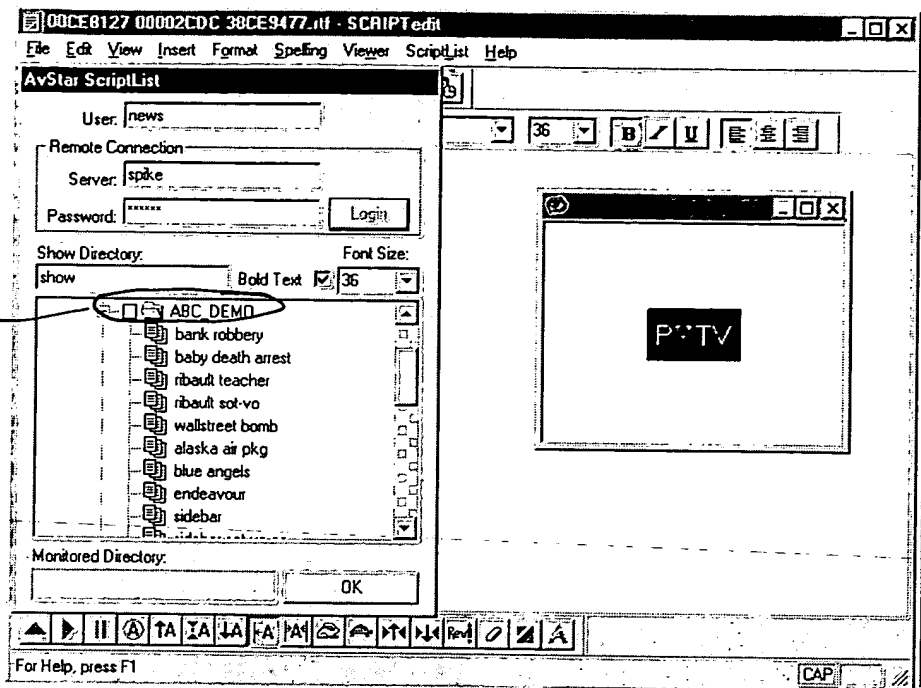 00CE8127 00002CDC 38CE9477.rtf - SCRIPTedit
File Edit View Insert Format Spelling Viewer ScriptList Help
AvStar ScriptList
User: news
Remote Connection
Server: spike
Password: ****** Login
Show Directory: Font Size:
show Bold Text 36
36 B I U
ABC_DEMO
bank robbery
baby death arrest
ribault teacher
ribault sot-vo
wallstreet bomb
alaska air pkg
blue angels
endeavour
sidebar
Monitored Directory:
OK
P TV
For Help, press F1
CAP